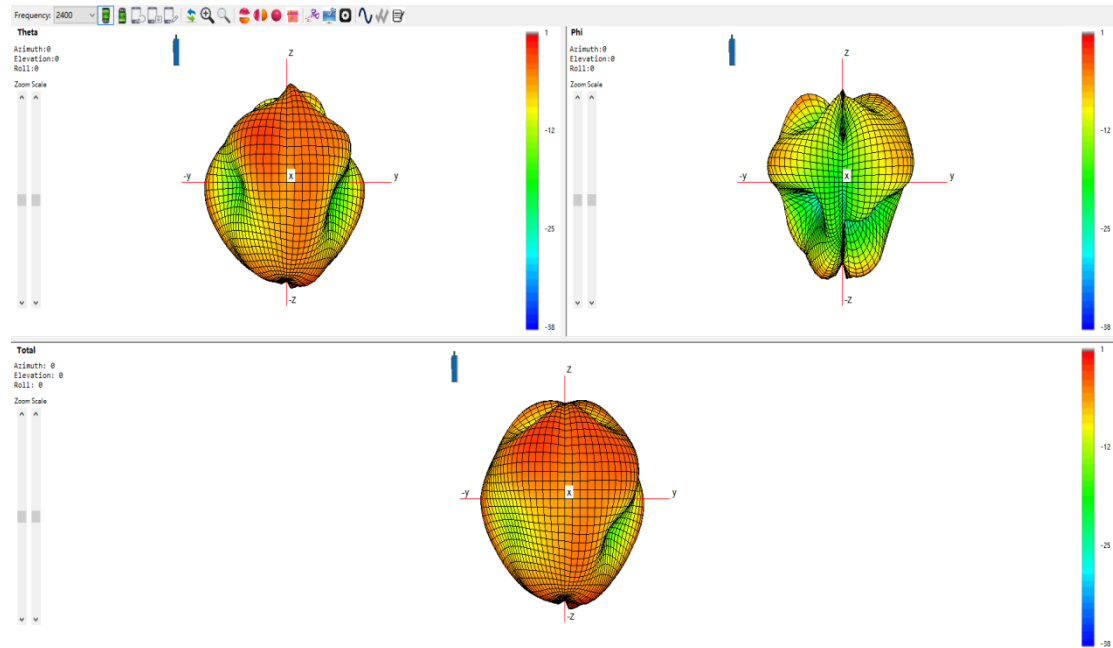 Frequency: 2400
Theta
Azimuth:0
Elevation:0
Roll:0
Zoom Scale
Z
-y
X
y
-Z
1
-12
-25
-38
Phi
Azimuth:0
Elevation:0
Roll:0
Zoom Scale
Z
-y
X
y
-Z
1
-12
-25
-38
Total
Azimuth: 0
Elevation: 0
Roll: 0
Zoom Scale
Z
-y
X
y
-Z
1
-12
-25
-38